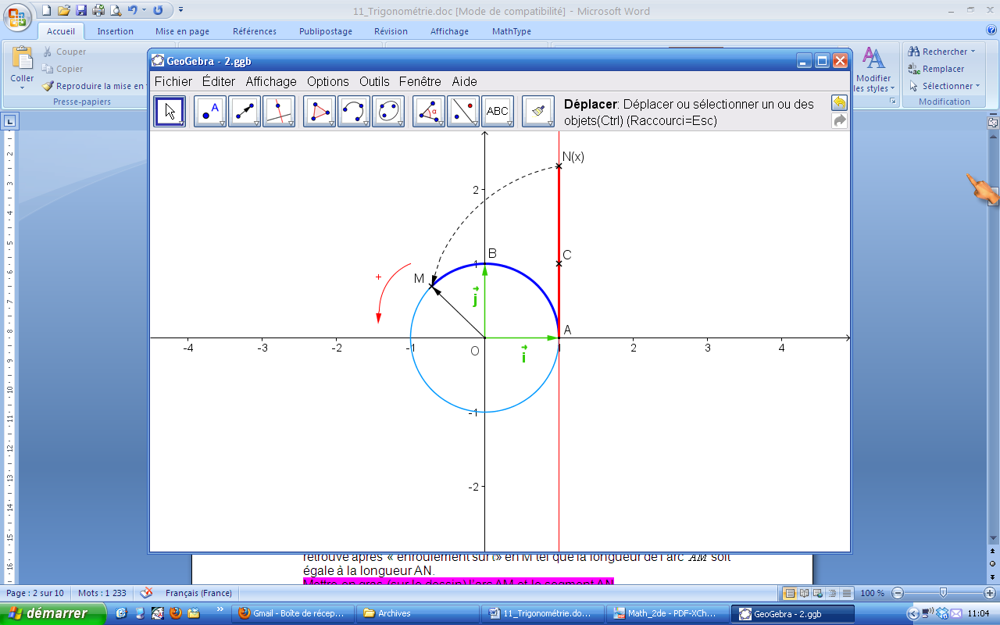 11_Trigonométrie.doc [Mode de compatibilité] - Microsoft Word
Accueil Insertion Mise en page Références Publipostage Révision Affichage MathType
Coller
Couper
Copier
Reproduire la mise en
Presse-papiers
Modifier
les styles
Rechercher
Remplacer
Sélectionner
Modification
GeoGebra - 2.ggb
Fichier Éditer Affichage Options Outils Fenêtre Aide
A
α
ABC
Déplacer: Déplacer ou sélectionner un ou des
objets(Ctrl) (Raccourci=Esc)
N(x)
2
B
C
1
+
M
j
A
-4 -3 -2 -1 1 2 3 4
O
i
-1
-2
retrouve après « enroulement sur
en M tel que la longueur de l'arc AM soit
égale à la longueur AN.
Mettre en gras (sur le dessin) l'arc AM et le segment AN
Page : 2 sur 10 Mots : 1 233 Français (France) 100 %
démarrer Gmail - Boîte de récep... Archives 11_Trigonométrie.do... Math_2de - PDF-XCh... GeoGebra - 2.ggb 11:04